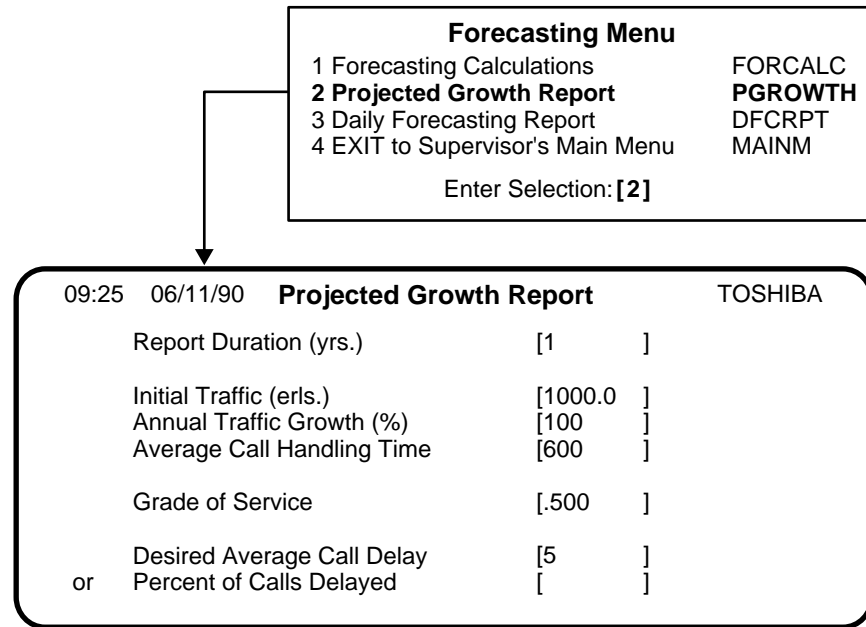 Forecasting Menu
1 Forecasting Calculations FORCALC
2 Projected Growth Report PGROWTH
3 Daily Forecasting Report DFCRPT
4 EXIT to Supervisor's Main Menu MAINM
Enter Selection: [2]
09:25 06/11/90 Projected Growth Report TOSHIBA
Report Duration (yrs.) [1 ]
Initial Traffic (erls.) [1000.0 ]
Annual Traffic Growth (%) [100 ]
Average Call Handling Time [600 ]
Grade of Service [.500 ]
Desired Average Call Delay [5 ]
or Percent of Calls Delayed [ ]